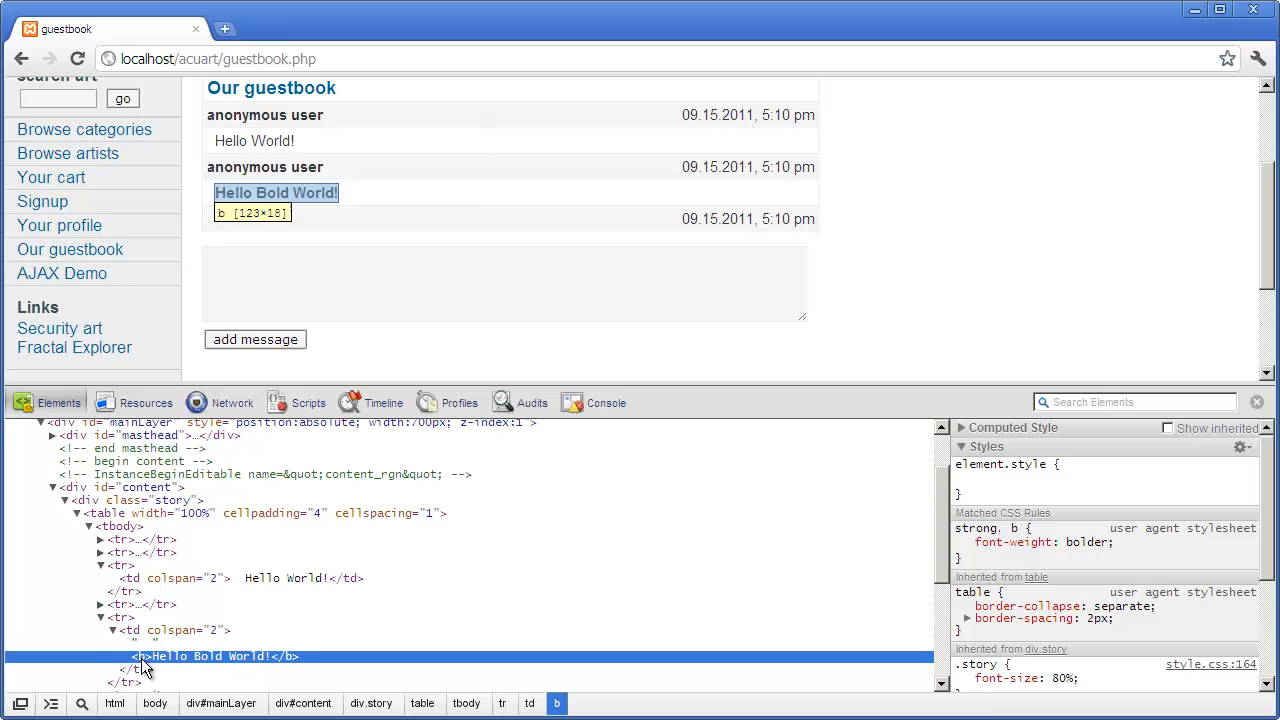 guestbook
localhost/acuart/guestbook.php
search art
go
Browse categories
Browse artists
Your cart
Signup
Your profile
Our guestbook
AJAX Demo
Links
Security art
Fractal Explorer
Our guestbook
anonymous user 09.15.2011, 5:10 pm
Hello World!
anonymous user 09.15.2011, 5:10 pm
Hello Bold World!
b [123×18]
09.15.2011, 5:10 pm
add message
Elements Resources Network Scripts Timeline Profiles Audits Console Search Elements
<div id="mainLayer" style="position:absolute; width:700px; z-index:1">
<div id="masthead">…</div>
<!-- end masthead -->
<!-- begin content -->
<!-- InstanceBeginEditable name=&quot;content_rgn&quot; -->
<div id="content">
<div class="story">
<table width="100%" cellpadding="4" cellspacing="1">
<tbody>
<tr>…</tr>
<tr>…</tr>
<tr>
<td colspan="2">  Hello World!</td>
</tr>
<tr>…</tr>
<tr>
<td colspan="2">
"  "
<b>Hello Bold World!</b>
</td>
</tr>
Computed Style Show inherited
Styles
element.style {
}
Matched CSS Rules
strong, b { user agent stylesheet
font-weight: bolder;
}
Inherited from table
table { user agent stylesheet
border-collapse: separate;
border-spacing: 2px;
}
Inherited from div.story
.story { style.css:164
font-size: 80%;
html body div#mainLayer div#content div.story table tbody tr td b